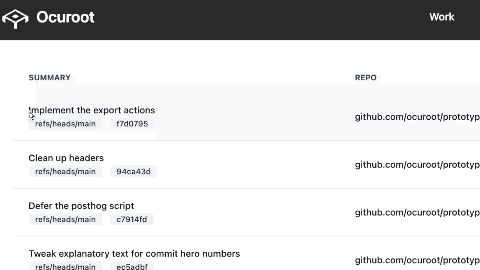 Ocuroot Work
SUMMARY REPO
Implement the export actions
refs/heads/main f7d0795 github.com/ocuroot/prototyp
Clean up headers
refs/heads/main 94ca43d github.com/ocuroot/prototyp
Defer the posthog script
refs/heads/main c7914fd github.com/ocuroot/prototyp
Tweak explanatory text for commit hero numbers
refs/heads/main ec5adbf github.com/ocuroot/prototyp